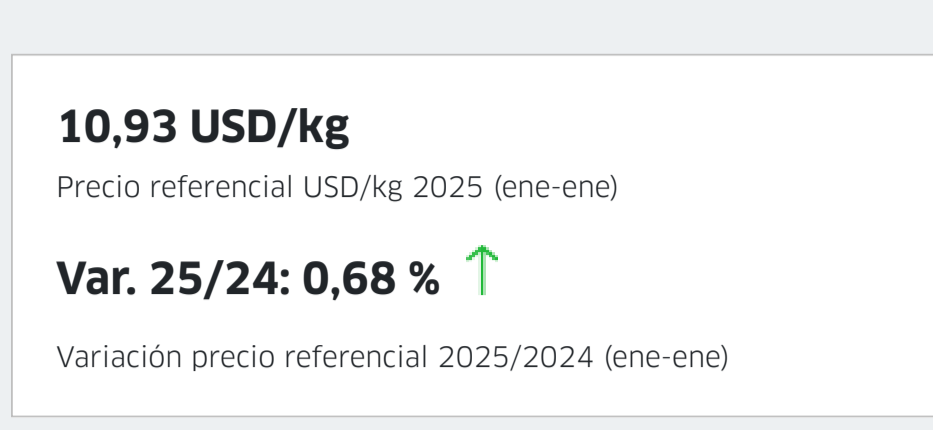 10,93 USD/kg
Precio referencial USD/kg 2025 (ene-ene)
Var. 25/24: 0,68 %
Variación precio referencial 2025/2024 (ene-ene)